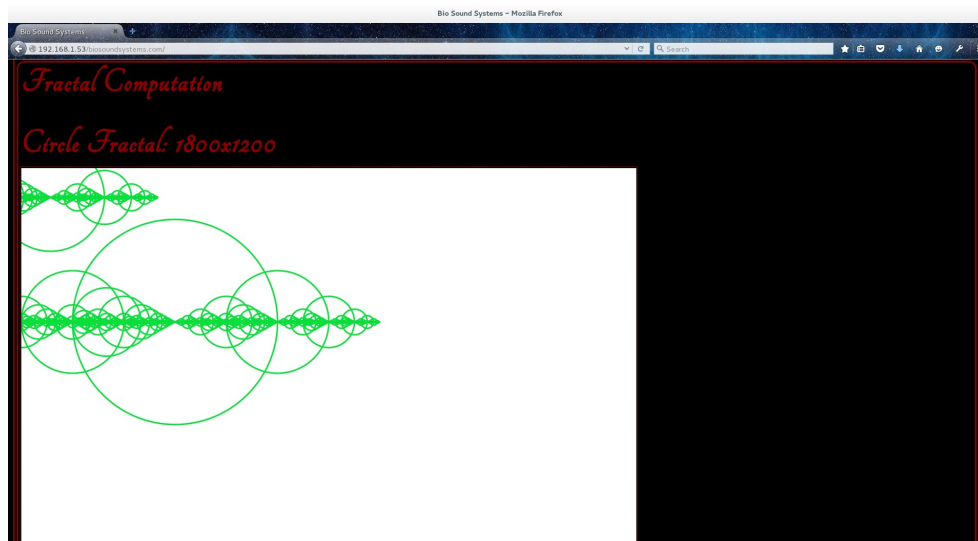 Bio Sound Systems - Mozilla Firefox
Bio Sound Systems
192.168.1.53/biosoundsystems.com/
Search
Fractal Computation
Circle Fractal: 1800x1200